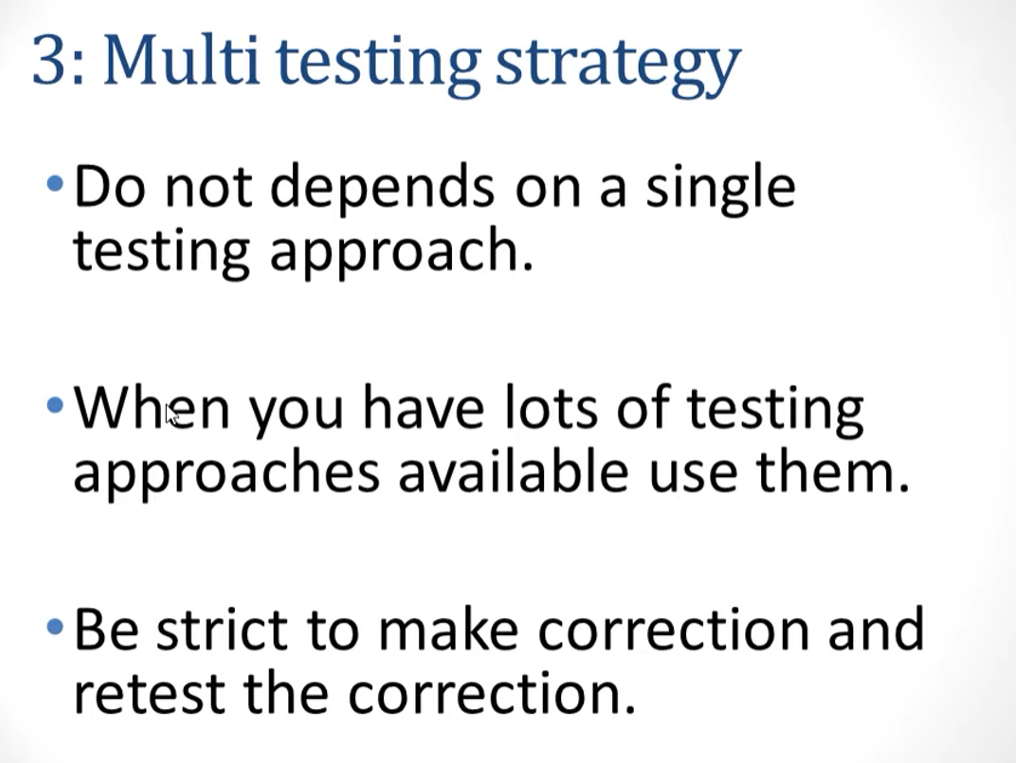 3: Multi testing strategy
•Do not depends on a single
testing approach.
•When you have lots of testing
approaches available use them.
•Be strict to make correction and
retest the correction.